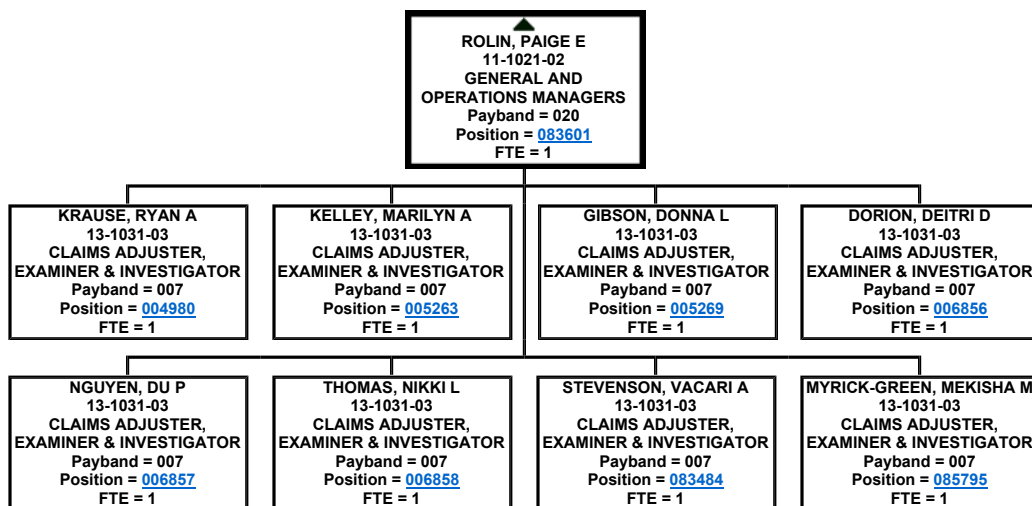 ROLIN, PAIGE E
11-1021-02
GENERAL AND
OPERATIONS MANAGERS
Payband = 020
Position = 083601
FTE = 1
KRAUSE, RYAN A
13-1031-03
CLAIMS ADJUSTER,
EXAMINER & INVESTIGATOR
Payband = 007
Position = 004980
FTE = 1
KELLEY, MARILYN A
13-1031-03
CLAIMS ADJUSTER,
EXAMINER & INVESTIGATOR
Payband = 007
Position = 005263
FTE = 1
GIBSON, DONNA L
13-1031-03
CLAIMS ADJUSTER,
EXAMINER & INVESTIGATOR
Payband = 007
Position = 005269
FTE = 1
DORION, DEITRI D
13-1031-03
CLAIMS ADJUSTER,
EXAMINER & INVESTIGATOR
Payband = 007
Position = 006856
FTE = 1
NGUYEN, DU P
13-1031-03
CLAIMS ADJUSTER,
EXAMINER & INVESTIGATOR
Payband = 007
Position = 006857
FTE = 1
THOMAS, NIKKI L
13-1031-03
CLAIMS ADJUSTER,
EXAMINER & INVESTIGATOR
Payband = 007
Position = 006858
FTE = 1
STEVENSON, VACARI A
13-1031-03
CLAIMS ADJUSTER,
EXAMINER & INVESTIGATOR
Payband = 007
Position = 083484
FTE = 1
MYRICK-GREEN, MEKISHA M
13-1031-03
CLAIMS ADJUSTER,
EXAMINER & INVESTIGATOR
Payband = 007
Position = 085795
FTE = 1